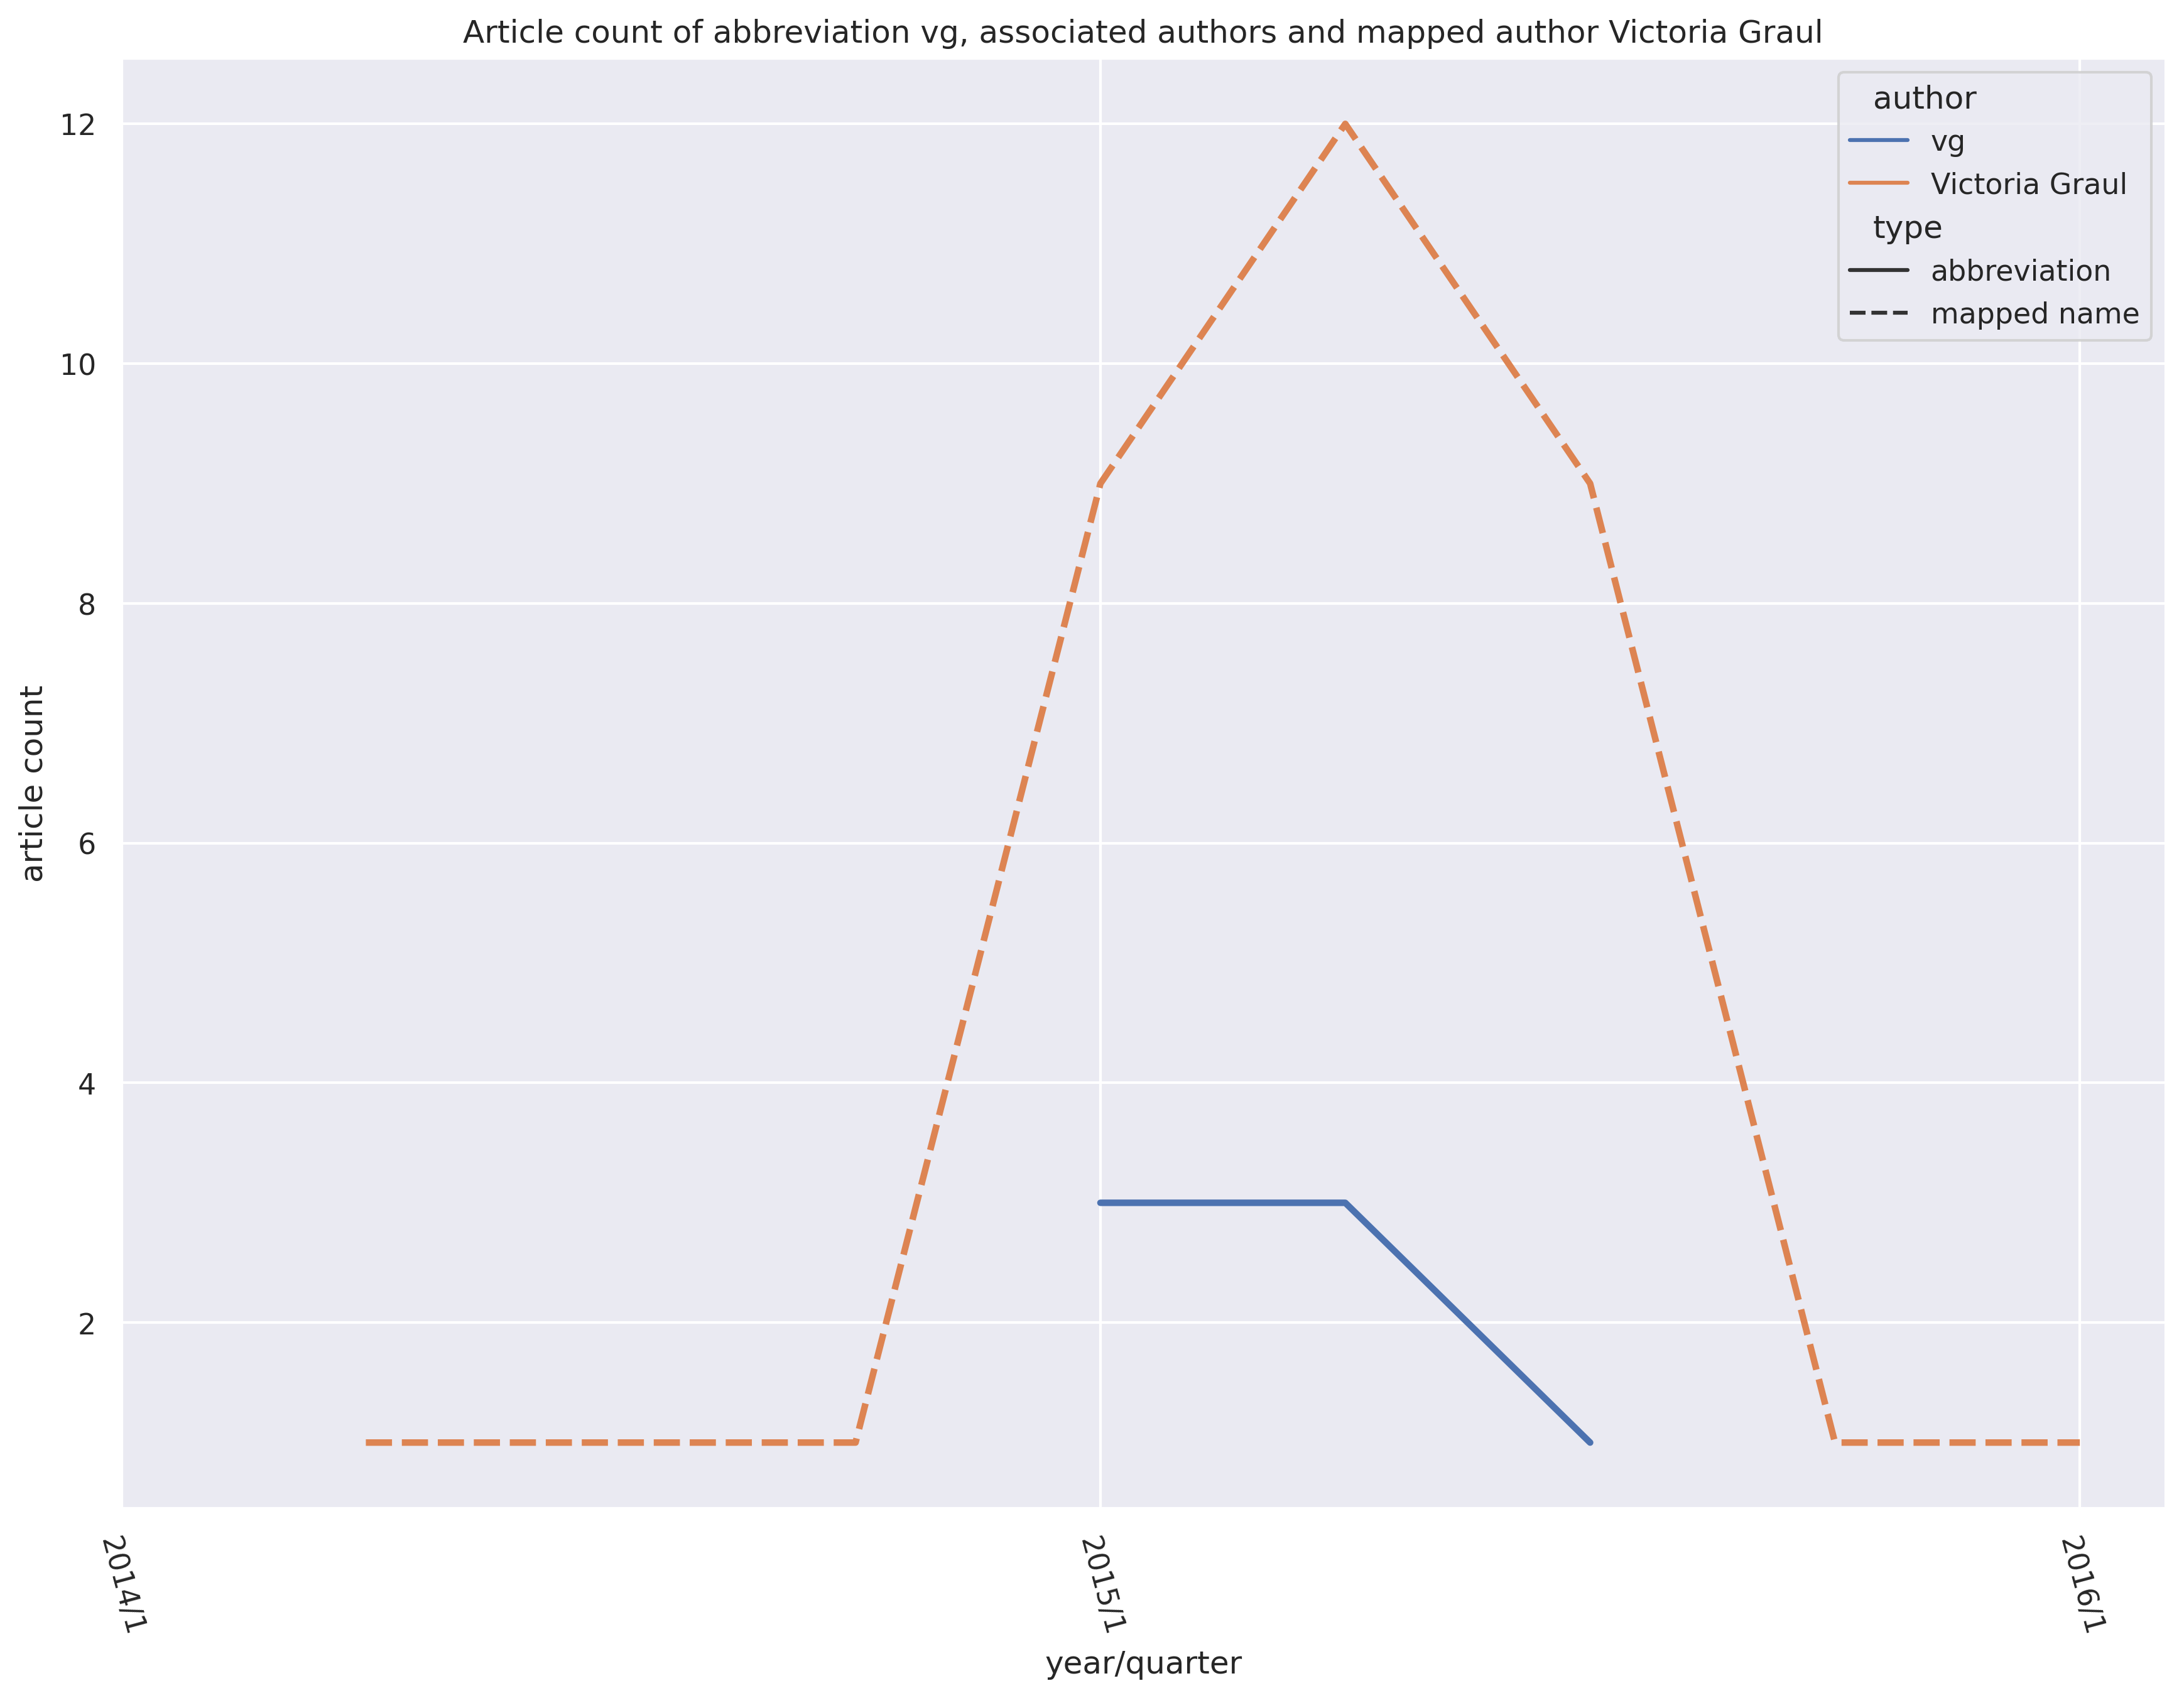 Article count of abbreviation vg, associated authors and mapped author Victoria Graul
author
vg
Victoria Graul
type
abbreviation
mapped name
12
10
8
6
4
2
article count
2014/1
2015/1
2016/1
year/quarter